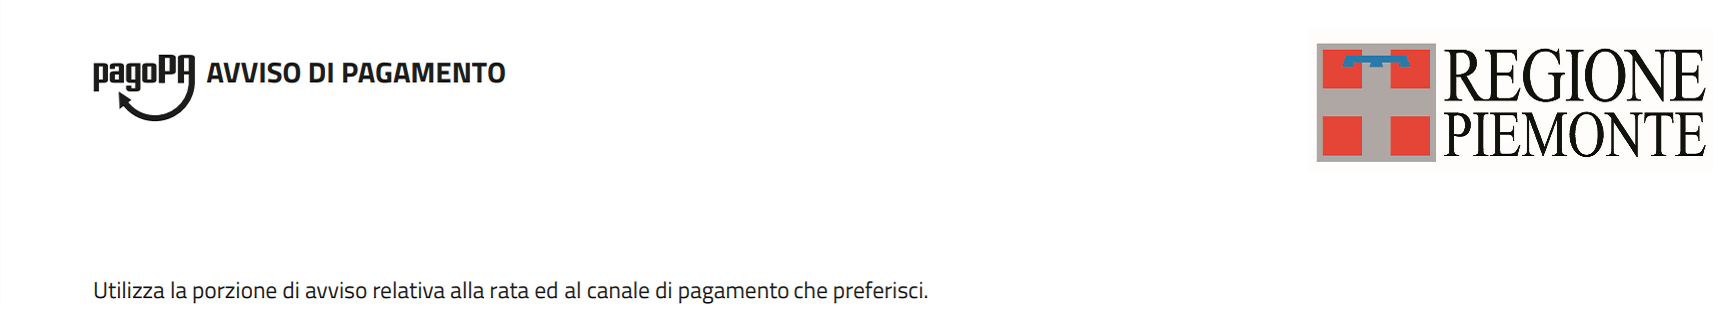 pagoPA AVVISO DI PAGAMENTO
REGIONE
PIEMONTE
Utilizza la porzione di avviso relativa alla rata ed al canale di pagamento che preferisci.